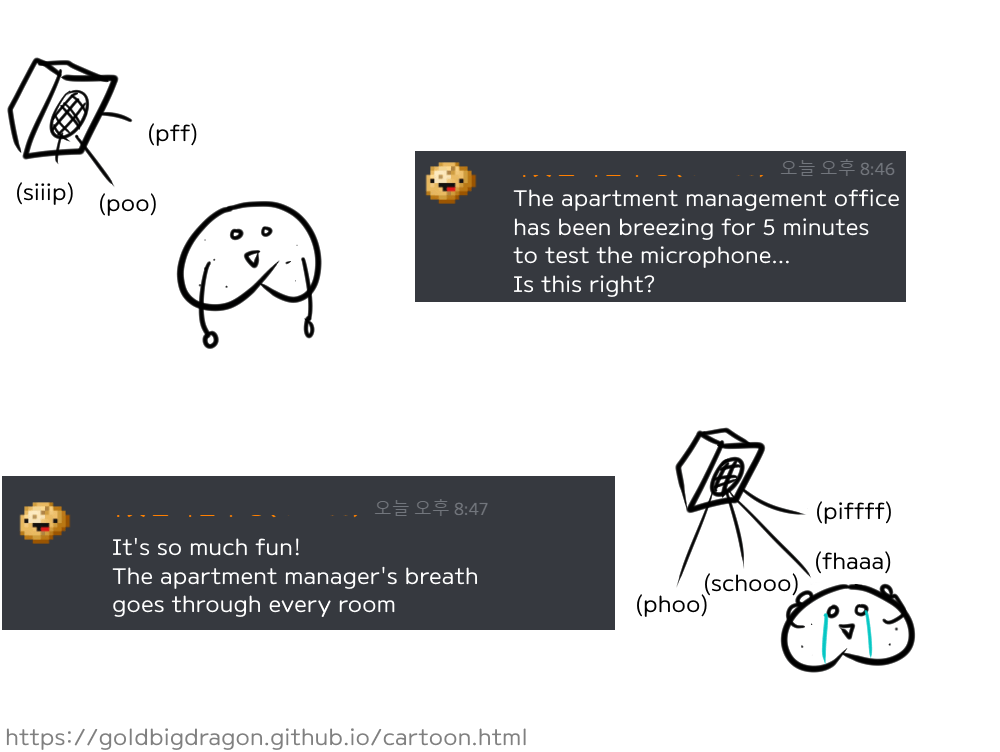 (pff)
(siiip)
(poo)
오늘 오후 8:46
The apartment management office
has been breezing for 5 minutes
to test the microphone...
Is this right?
오늘 오후 8:47
It's so much fun!
The apartment manager's breath
goes through every room
(piffff)
(fhaaa)
(schooo)
(phoo)
https://goldbigdragon.github.io/cartoon.html